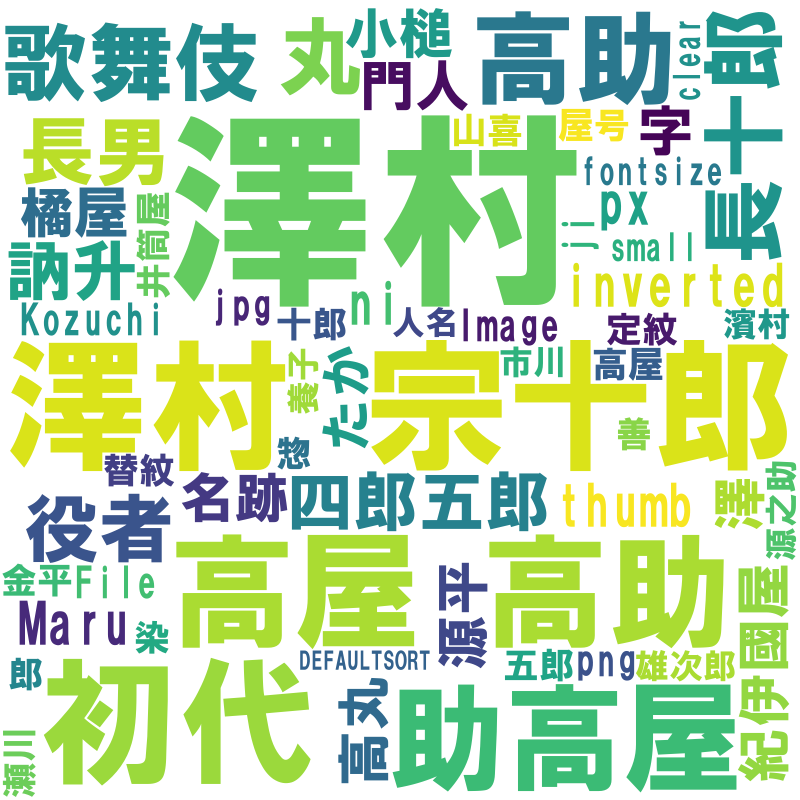 歌舞伎
丸
小槌
門人
高助
clear
長十郎
長男
澤村
山喜
屋号
字
fontsize
橘屋
井筒屋
px
ji
small
訥升
inverted
Kozuchi
jpg
ni
十郎
人名
Image
定紋
濱村
澤村 宗十郎
養子
たか
市川
高屋
善
惣
替紋
名跡
四郎五郎
thumb
澤
源之助
役者
金平
File
高屋 高助
源平
紀伊國屋
Maru
染
DEFAULTSORT
五郎
png
雄次郎
郎
初代
高丸
助高屋
瀬川